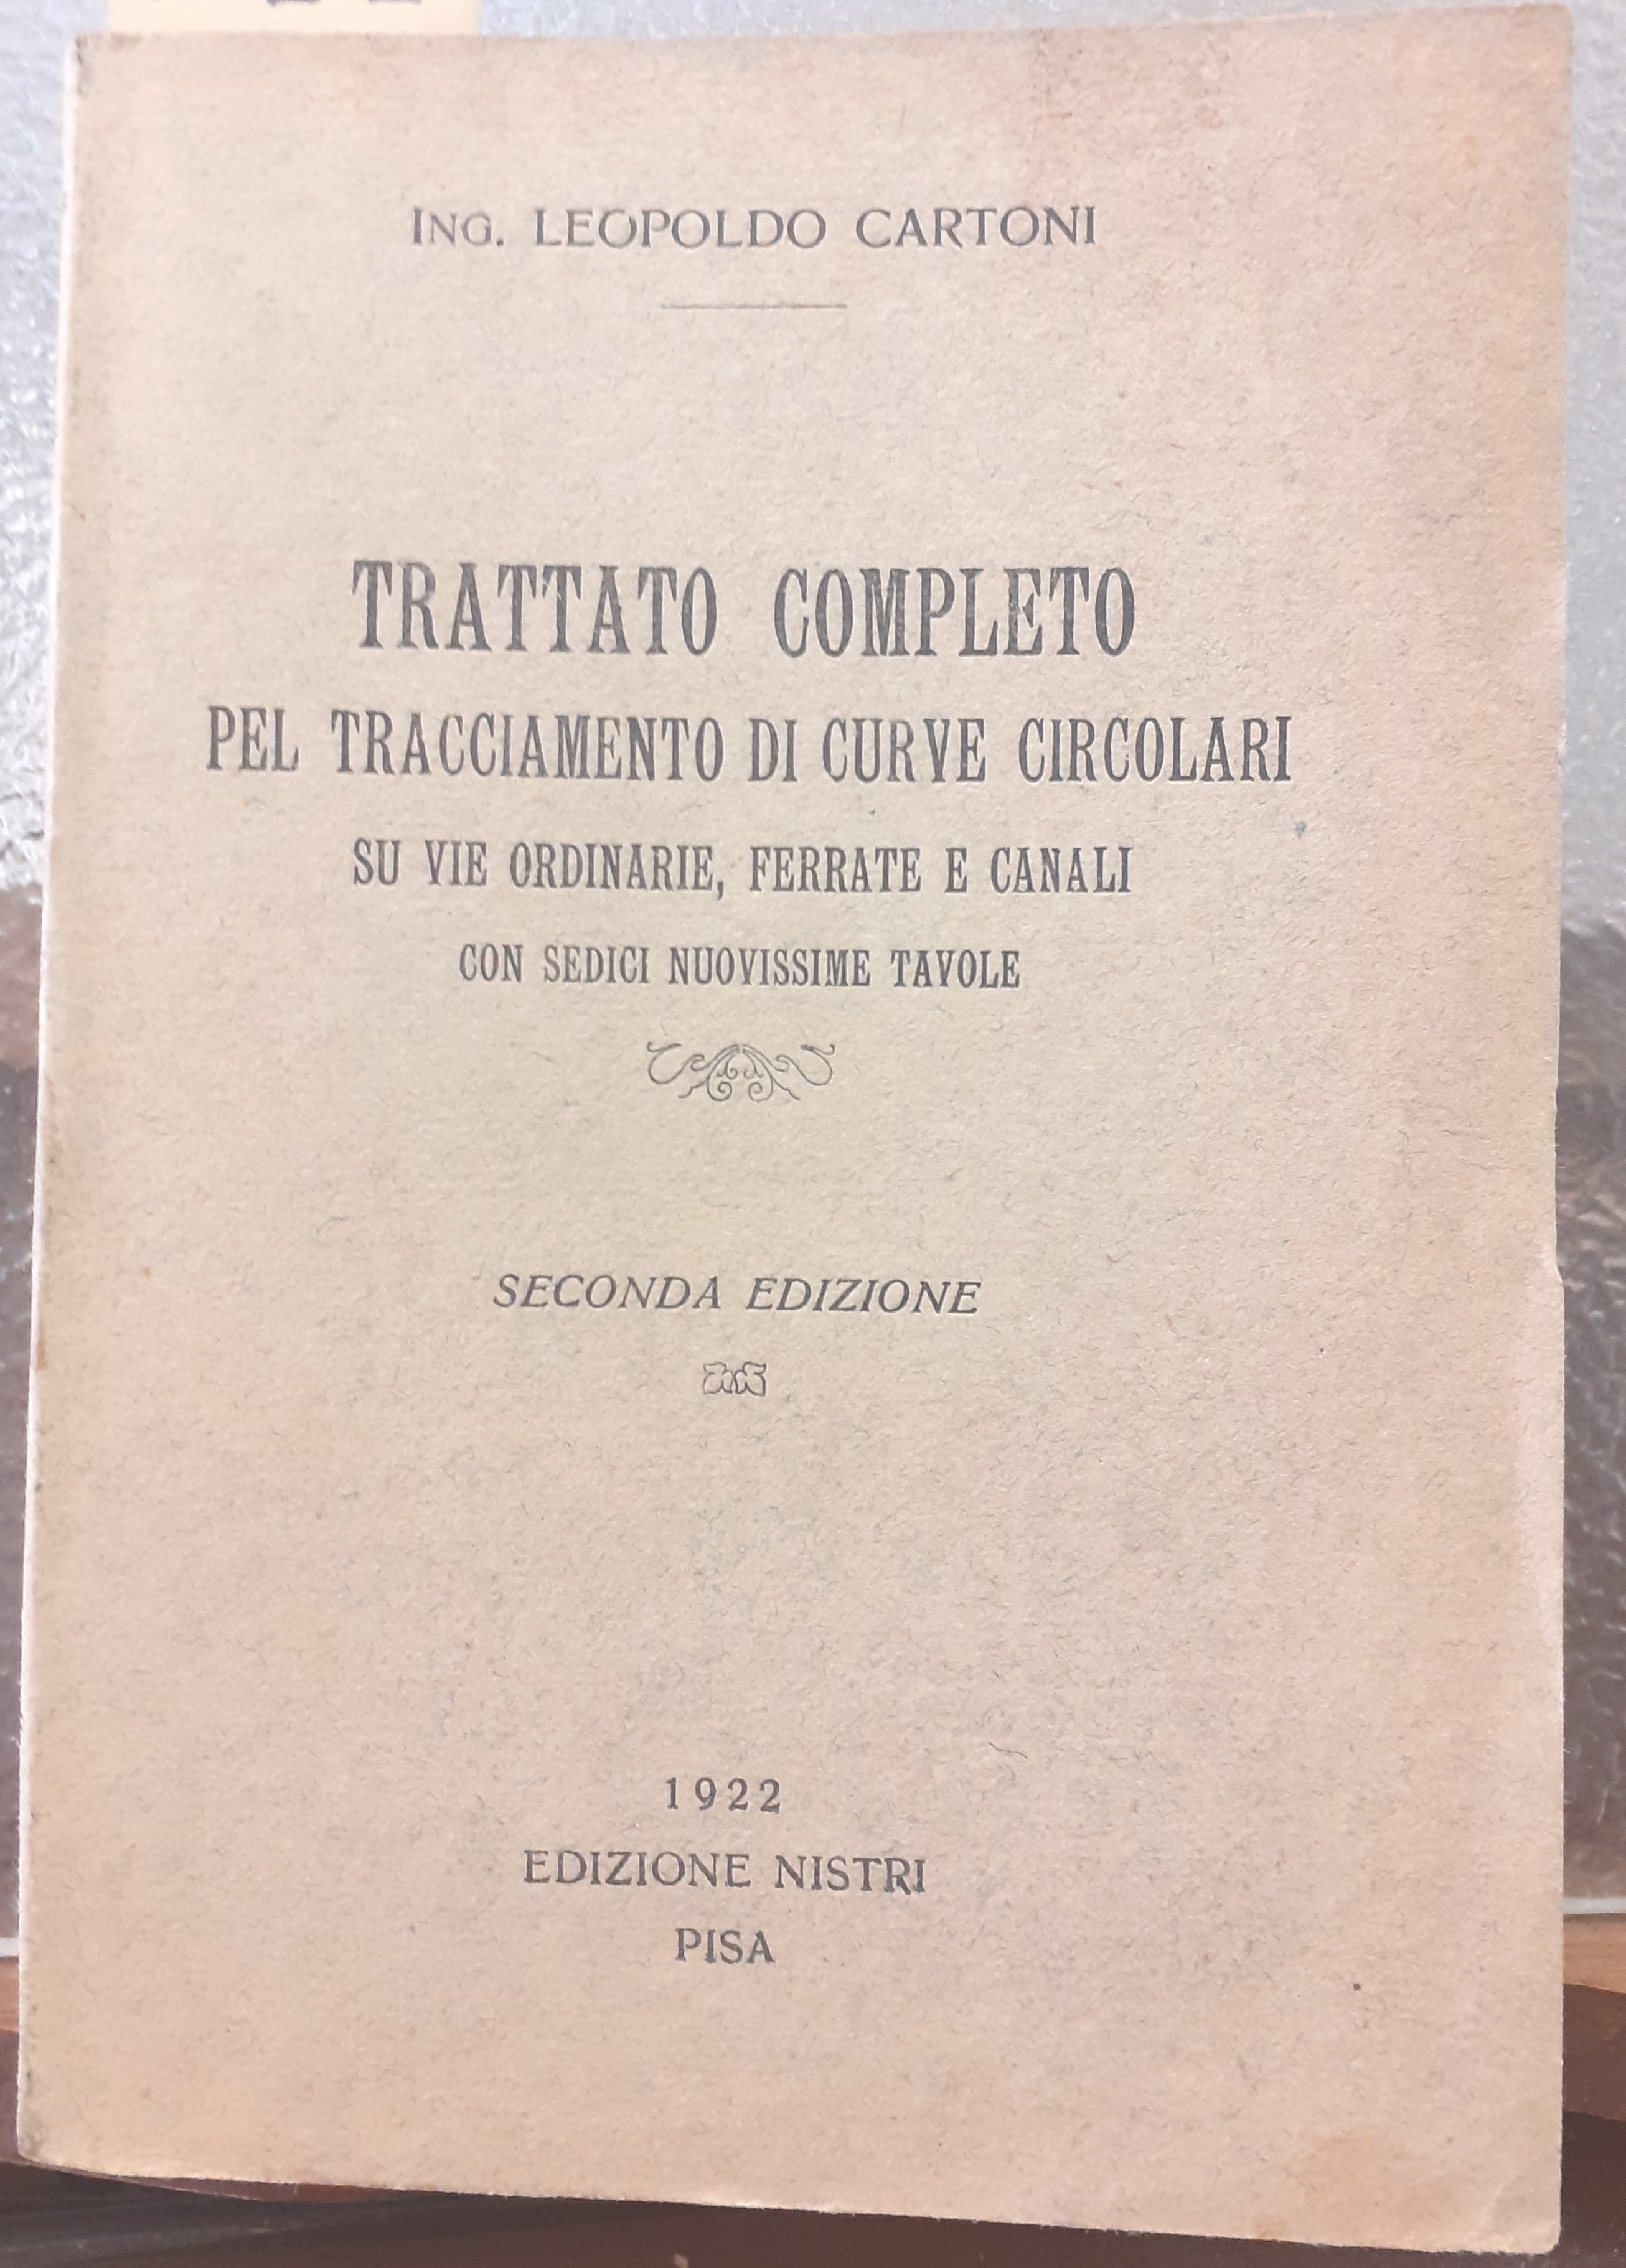 ING. LEOPOLDO CARTONI
TRATTATO COMPLETO
PEL TRACCIAMENTO DI CURVE CIRCOLARI
SU VIE ORDINARIE, FERRATE E CANALI
CON SEDICI NUOVISSIME TAVOLE
SECONDA EDIZIONE
1922
EDIZIONE NISTRI
PISA